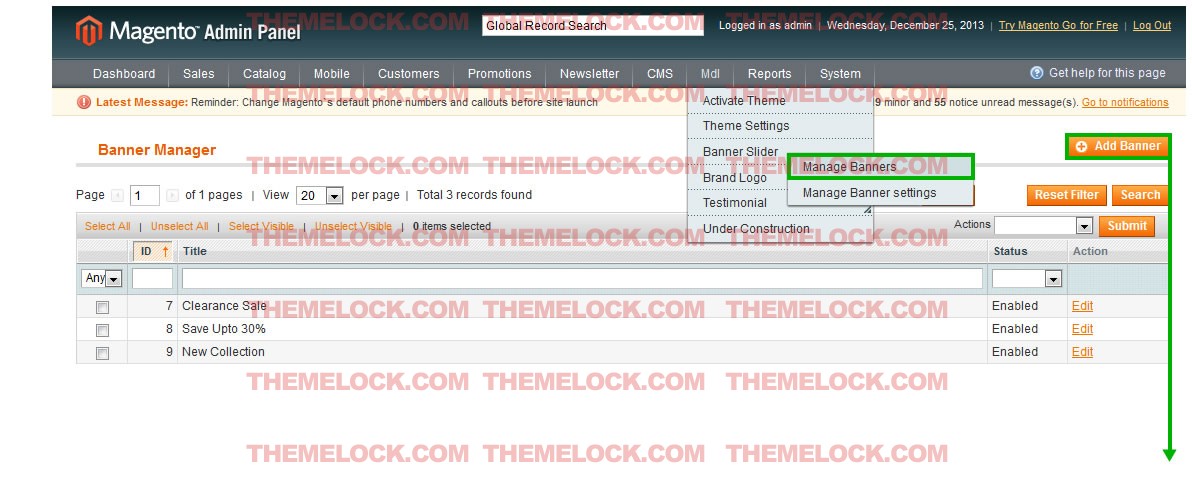 Magento® Admin Panel Global Record Search Logged in as admin | Wednesday, December 25, 2013 | Try Magento Go for Free | Log Out
THEMELOCK.COM THEMELOCK.COM THEMELOCK.COM
Dashboard Sales Catalog Mobile Customers Promotions Newsletter CMS Mdl Reports System Get help for this page
THEMELOCK.COM THEMELOCK.COM THEMELOCK.COM
Latest Message: Reminder: Change Magento`s default phone numbers and callouts before site launch Activate Theme 9 minor and 55 notice unread message(s). Go to notifications
Theme Settings
Banner Manager Banner Slider Add Banner
THEMELOCK.COM THEMELOCK.COM THEMELOCK.COM
Manage Banners
Brand Logo
Page 1 of 1 pages | View 20 per page | Total 3 records found Manage Banner settings Reset Filter Search
Testimonial
Select All | Unselect All | Select Visible | Unselect Visible | 0 items selected Under Construction Actions Submit
THEMELOCK.COM THEMELOCK.COM THEMELOCK.COM
ID ↑ Title Status Action
Any
7 Clearance Sale Enabled Edit
THEMELOCK.COM THEMELOCK.COM THEMELOCK.COM
8 Save Upto 30% Enabled Edit
9 New Collection Enabled Edit
THEMELOCK.COM THEMELOCK.COM THEMELOCK.COM
THEMELOCK.COM THEMELOCK.COM THEMELOCK.COM